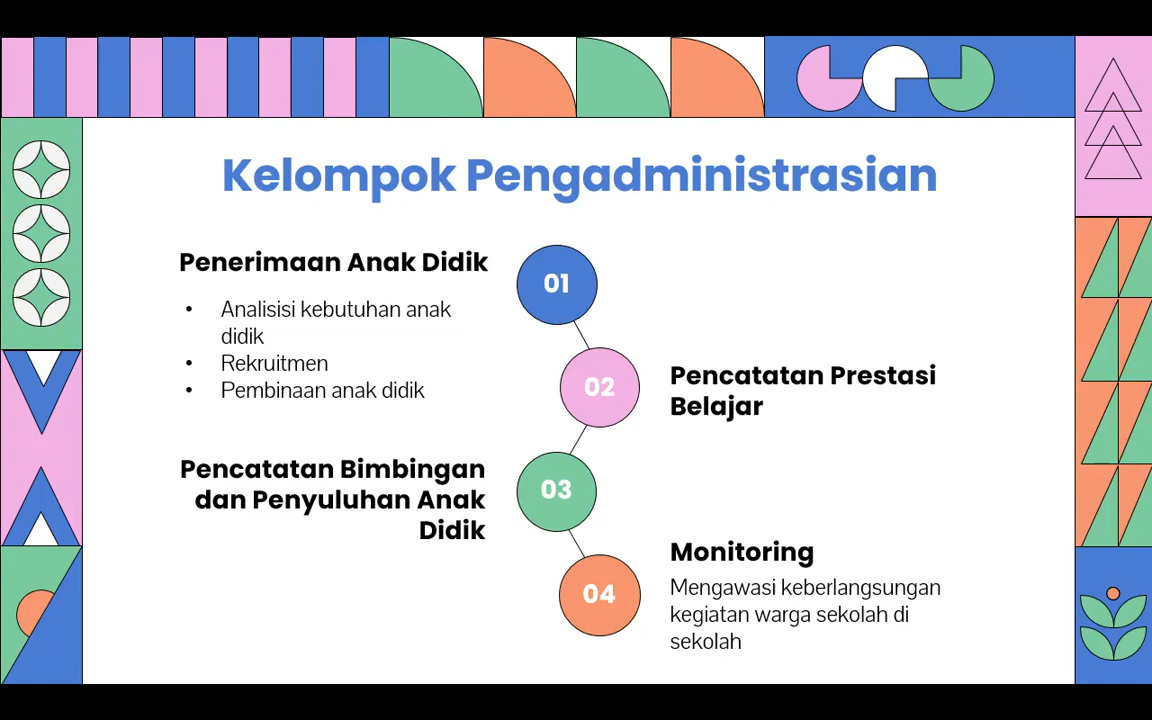 Kelompok Pengadministrasian
Penerimaan Anak Didik
01
• Analisisi kebutuhan anak
didik
• Rekruitmen
• Pembinaan anak didik
02
Pencatatan Prestasi
Belajar
Pencatatan Bimbingan
dan Penyuluhan Anak
Didik
03
04
Monitoring
Mengawasi keberlangsungan
kegiatan warga sekolah di
sekolah